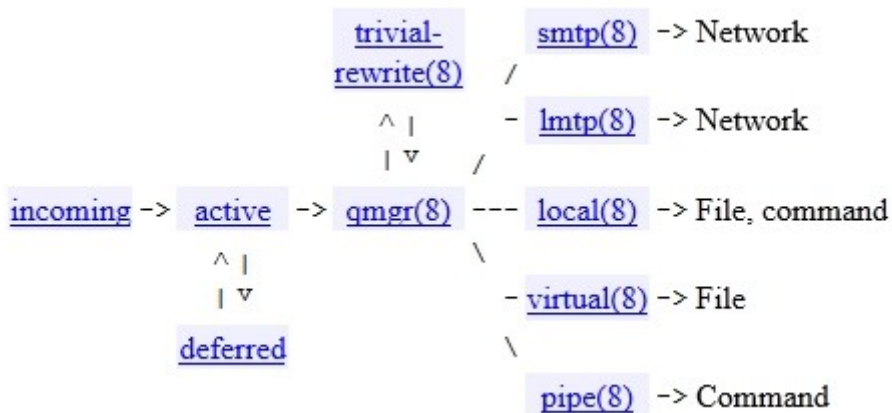 trivial-
rewrite(8)
smtp(8) -> Network
/
^ | - lmtp(8) -> Network
| v /
incoming -> active -> qmgr(8) --- local(8) -> File, command
^ | \
| v - virtual(8) -> File
deferred \
pipe(8) -> Command